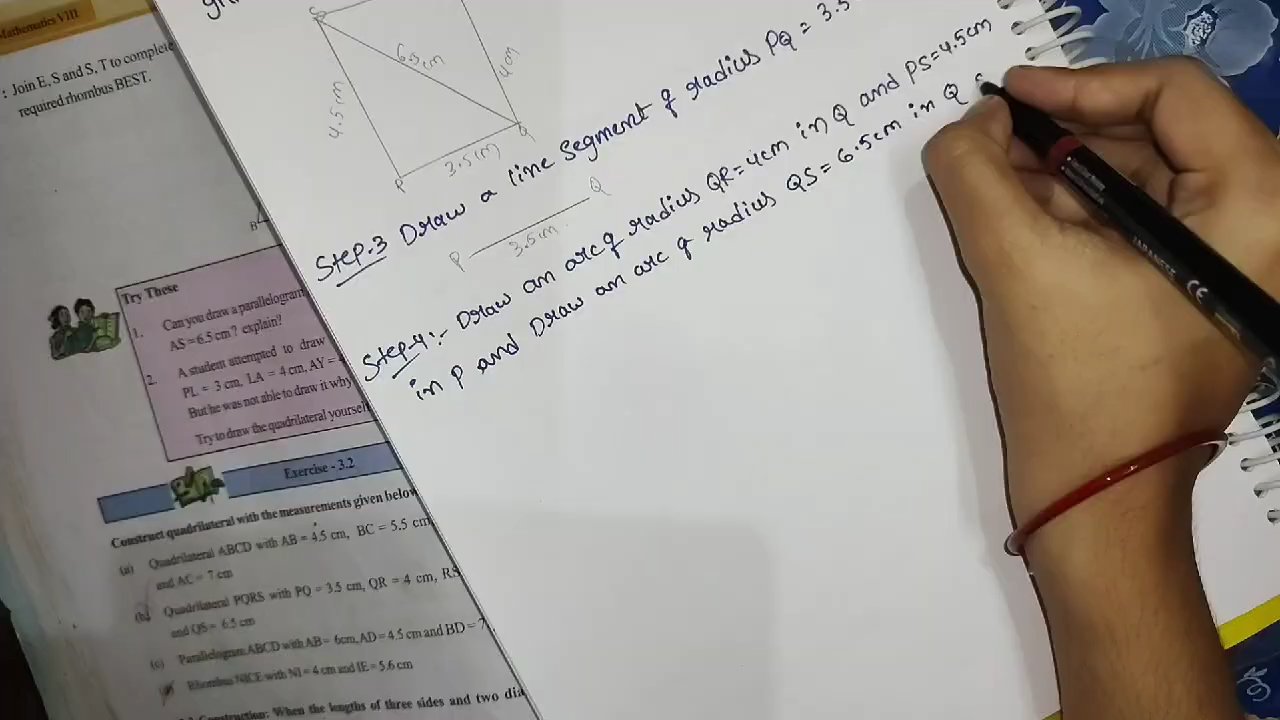 Mathematics VIII
: Join E, S and S, T to complete
required rhombus BEST.
B
Try These
1. Can you draw a parallelogram
AS = 6.5 cm? explain?
2. A student attempted to draw
PL = 3 cm, LA = 4 cm, AY =
But he was not able to draw it why
Try to draw the quadrilateral yourself
Exercise - 3.2
Construct quadrilateral with the measurements given below
(a) Quadrilateral ABCD with AB = 4.5 cm, BC = 5.5 cm
and AC = 7 cm
(b) Quadrilateral PQRS with PQ = 3.5 cm, QR = 4 cm, RS
and QS = 6.5 cm
(c) Parallelogram ABCD with AB = 6cm, AD = 4.5 cm and BD = 7
Rhombus NICE with NI = 4 cm and IE = 5.6 cm
Construction: When the lengths of three sides and two dia
S
6.5cm
4cm
4.5cm
Q
P
3.5cm
Step.3 Draw a line segment of radius PQ = 3.5
P Q
3.5cm
Step-4:- Draw an arc of radius QR=4cm in Q and PS=4.5cm
in P and Draw an arc of radius QS = 6.5cm in Q